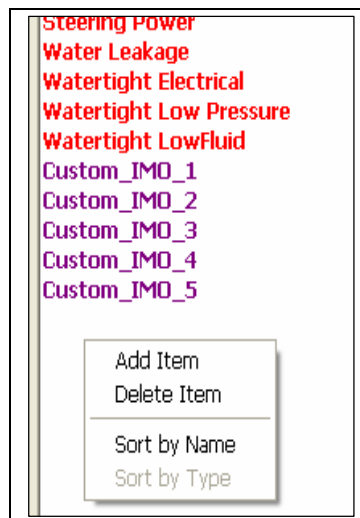 Steering Power
Water Leakage
Watertight Electrical
Watertight Low Pressure
Watertight LowFluid
Custom_IMO_1
Custom_IMO_2
Custom_IMO_3
Custom_IMO_4
Custom_IMO_5
Add Item
Delete Item
Sort by Name
Sort by Type